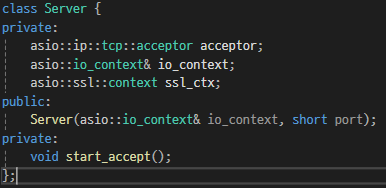 class Server {
private:
    asio::ip::tcp::acceptor acceptor;
    asio::io_context& io_context;
    asio::ssl::context ssl_ctx;
public:
    Server(asio::io_context& io_context, short port);
private:
    void start_accept();
};